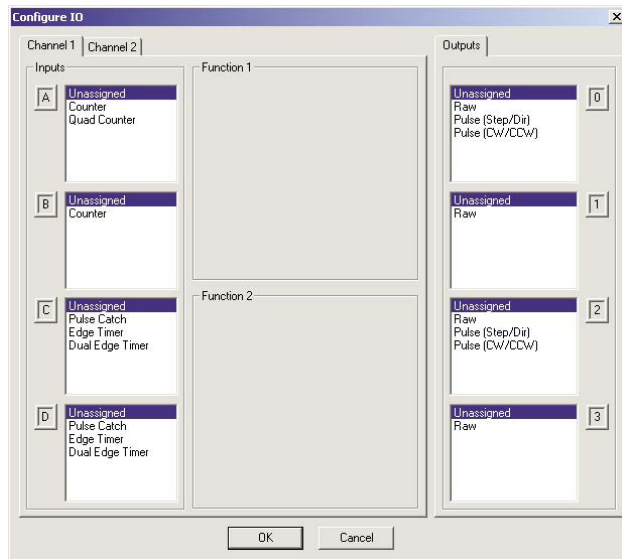 Configure IO
Channel 1
Channel 2
Inputs
A
Unassigned
Counter
Quad Counter
B
Unassigned
Counter
C
Unassigned
Pulse Catch
Edge Timer
Dual Edge Timer
D
Unassigned
Pulse Catch
Edge Timer
Dual Edge Timer
Function 1
Function 2
Outputs
Unassigned
Raw
Pulse (Step/Dir)
Pulse (CW/CCW)
0
Unassigned
Raw
1
Unassigned
Raw
Pulse (Step/Dir)
Pulse (CW/CCW)
2
Unassigned
Raw
3
OK
Cancel